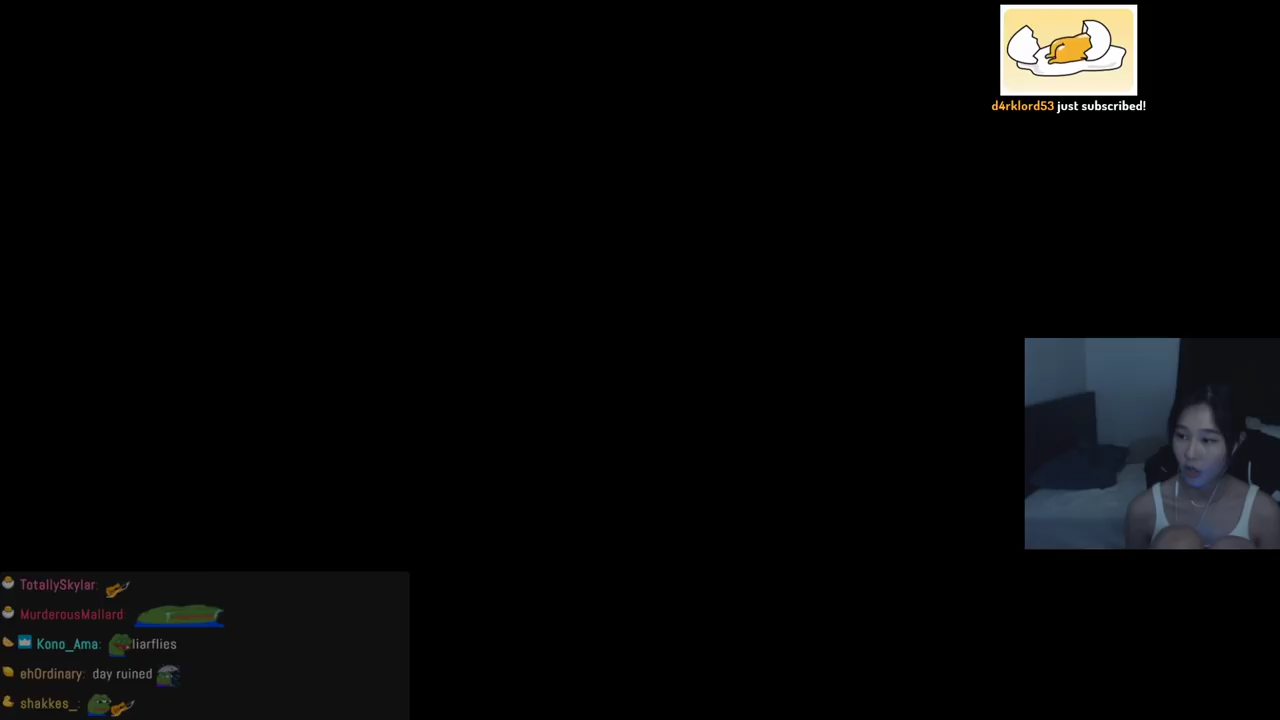 d4rklord53 just subscribed!
TotallySkylar:
MurderousMallard:
Kono_Ama: liarflies
ehOrdinary: day ruined
shakkes_: